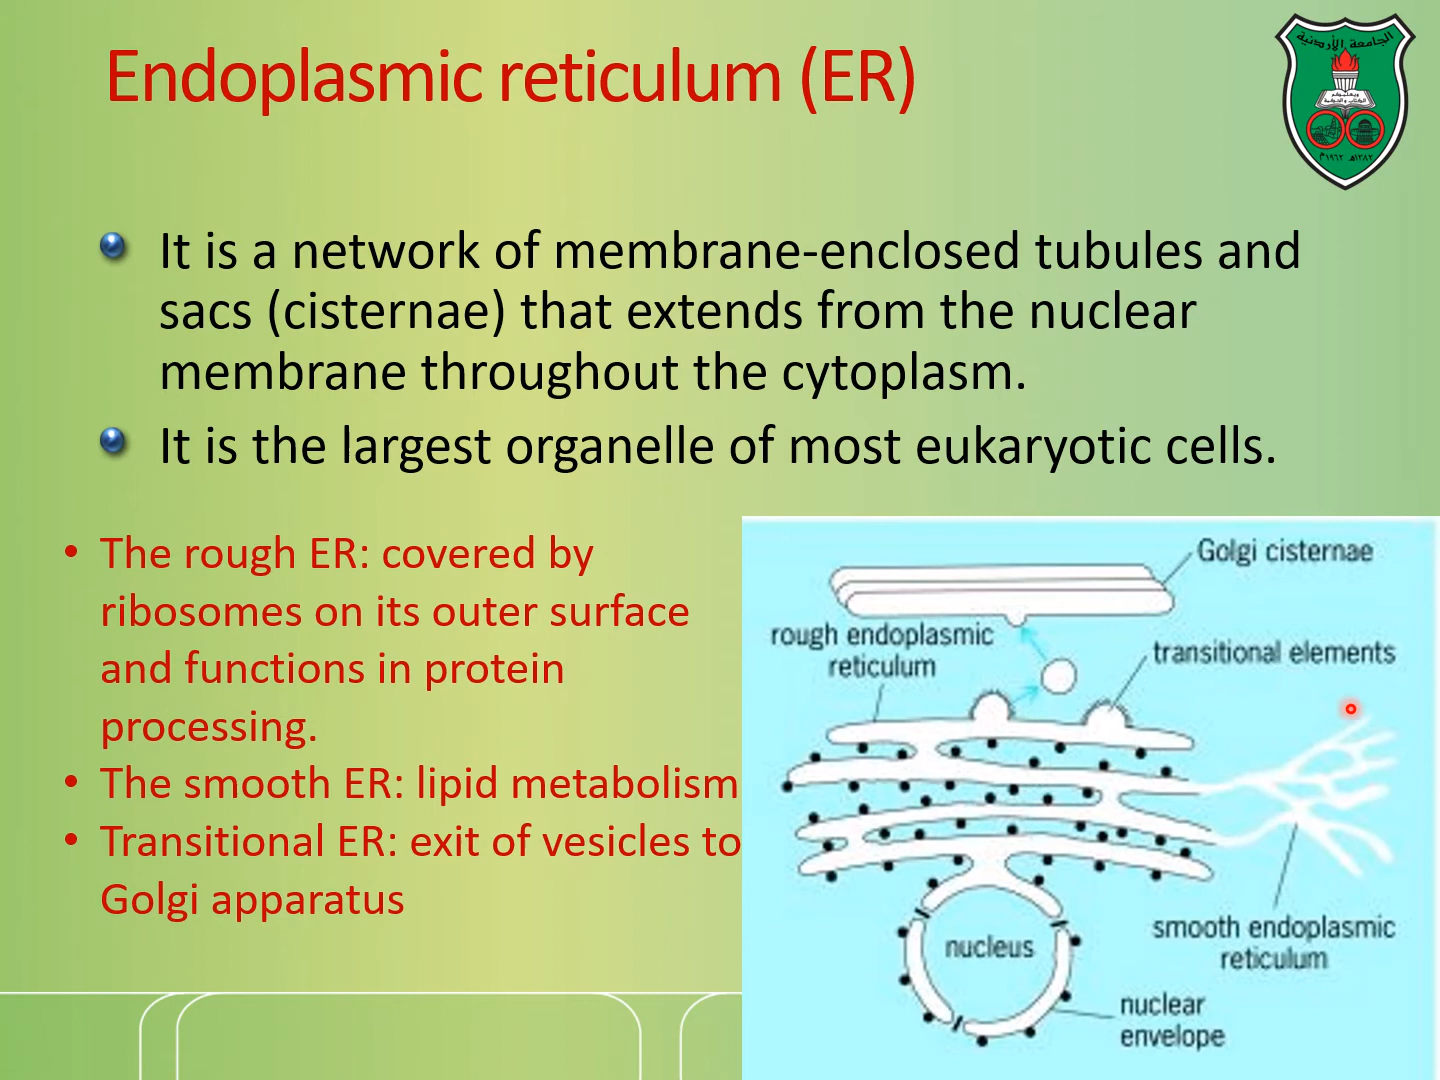 Endoplasmic reticulum (ER)
الجامعة الأردنية
It is a network of membrane-enclosed tubules and
sacs (cisternae) that extends from the nuclear
membrane throughout the cytoplasm.
It is the largest organelle of most eukaryotic cells.
• The rough ER: covered by
ribosomes on its outer surface
and functions in protein
processing.
• The smooth ER: lipid metabolism
• Transitional ER: exit of vesicles to
Golgi apparatus
Golgi cisternae
rough endoplasmic
reticulum
transitional elements
nucleus
smooth endoplasmic
reticulum
nuclear
envelope